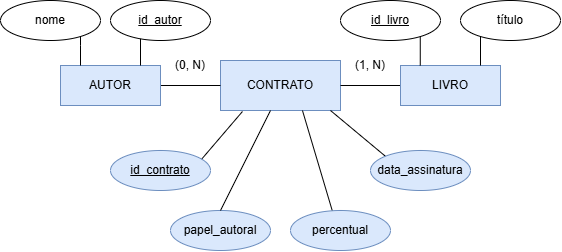 nome
id_autor
id_livro
título
(0, N)
(1, N)
AUTOR
CONTRATO
LIVRO
id_contrato
data_assinatura
papel_autoral
percentual